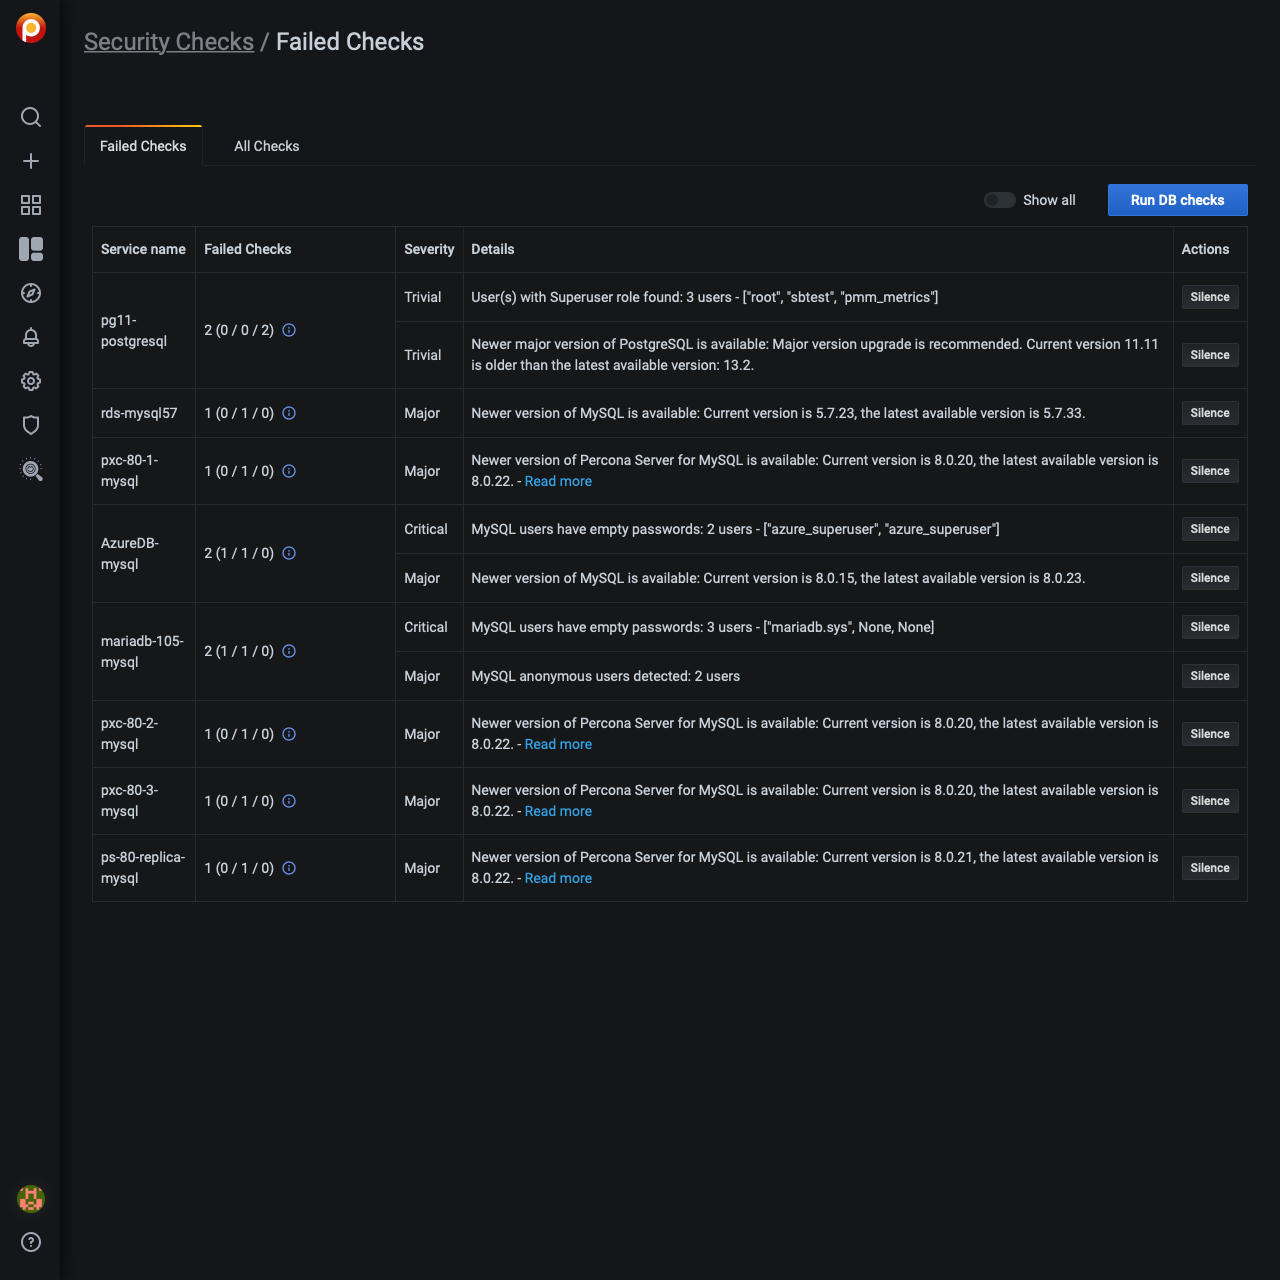 Security Checks / Failed Checks
Failed Checks
All Checks
Show all
Run DB checks
Service name
Failed Checks
Severity
Details
Actions
pg11-
postgresql
2 (0 / 0 / 2)
Trivial
User(s) with Superuser role found: 3 users - ["root", "sbtest", "pmm_metrics"]
Silence
Trivial
Newer major version of PostgreSQL is available: Major version upgrade is recommended. Current version 11.11
is older than the latest available version: 13.2.
Silence
rds-mysql57
1 (0 / 1 / 0)
Major
Newer version of MySQL is available: Current version is 5.7.23, the latest available version is 5.7.33.
Silence
pxc-80-1-
mysql
1 (0 / 1 / 0)
Major
Newer version of Percona Server for MySQL is available: Current version is 8.0.20, the latest available version is
8.0.22. - Read more
Silence
AzureDB-
mysql
2 (1 / 1 / 0)
Critical
MySQL users have empty passwords: 2 users - ["azure_superuser", "azure_superuser"]
Silence
Major
Newer version of MySQL is available: Current version is 8.0.15, the latest available version is 8.0.23.
Silence
mariadb-105-
mysql
2 (1 / 1 / 0)
Critical
MySQL users have empty passwords: 3 users - ["mariadb.sys", None, None]
Silence
Major
MySQL anonymous users detected: 2 users
Silence
pxc-80-2-
mysql
1 (0 / 1 / 0)
Major
Newer version of Percona Server for MySQL is available: Current version is 8.0.20, the latest available version is
8.0.22. - Read more
Silence
pxc-80-3-
mysql
1 (0 / 1 / 0)
Major
Newer version of Percona Server for MySQL is available: Current version is 8.0.20, the latest available version is
8.0.22. - Read more
Silence
ps-80-replica-
mysql
1 (0 / 1 / 0)
Major
Newer version of Percona Server for MySQL is available: Current version is 8.0.21, the latest available version is
8.0.22. - Read more
Silence